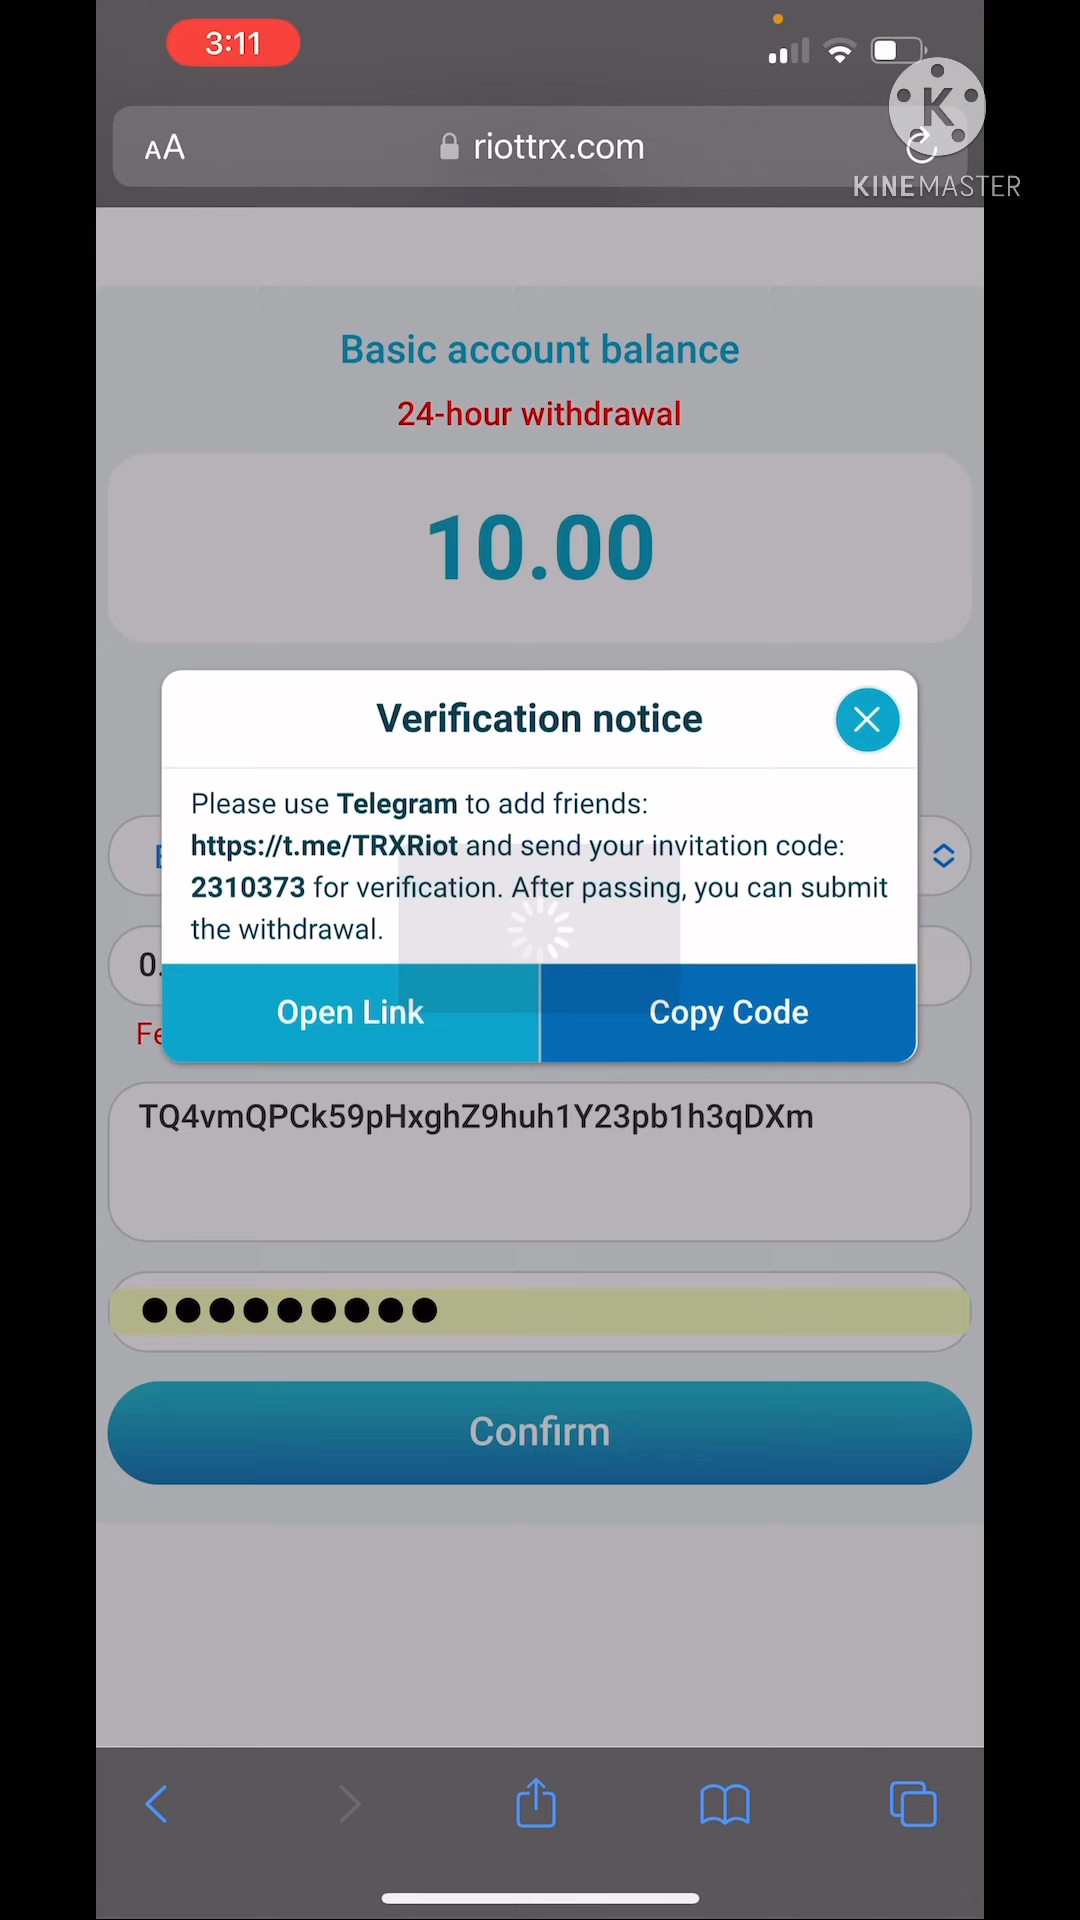 3:11
AA riottrx.com
K
KINEMASTER
Basic account balance
24-hour withdrawal
10.00
Verification notice
Please use Telegram to add friends:
https://t.me/TRXRiot and send your invitation code:
2310373 for verification. After passing, you can submit
the withdrawal.
0.
Fe
Open Link Copy Code
TQ4vmQPCk59pHxghZ9huh1Y23pb1h3qDXm
Confirm